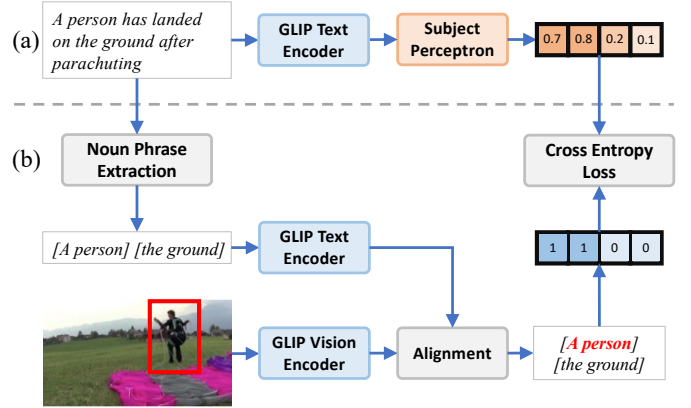 (a)
A person has landed
on the ground after
parachuting
GLIP Text
Encoder
Subject
Perceptron
0.7 0.8 0.2 0.1
(b)
Noun Phrase
Extraction
Cross Entropy
Loss
[A person] [the ground]
GLIP Text
Encoder
1 1 0 0
GLIP Vision
Encoder
Alignment
[A person]
[the ground]